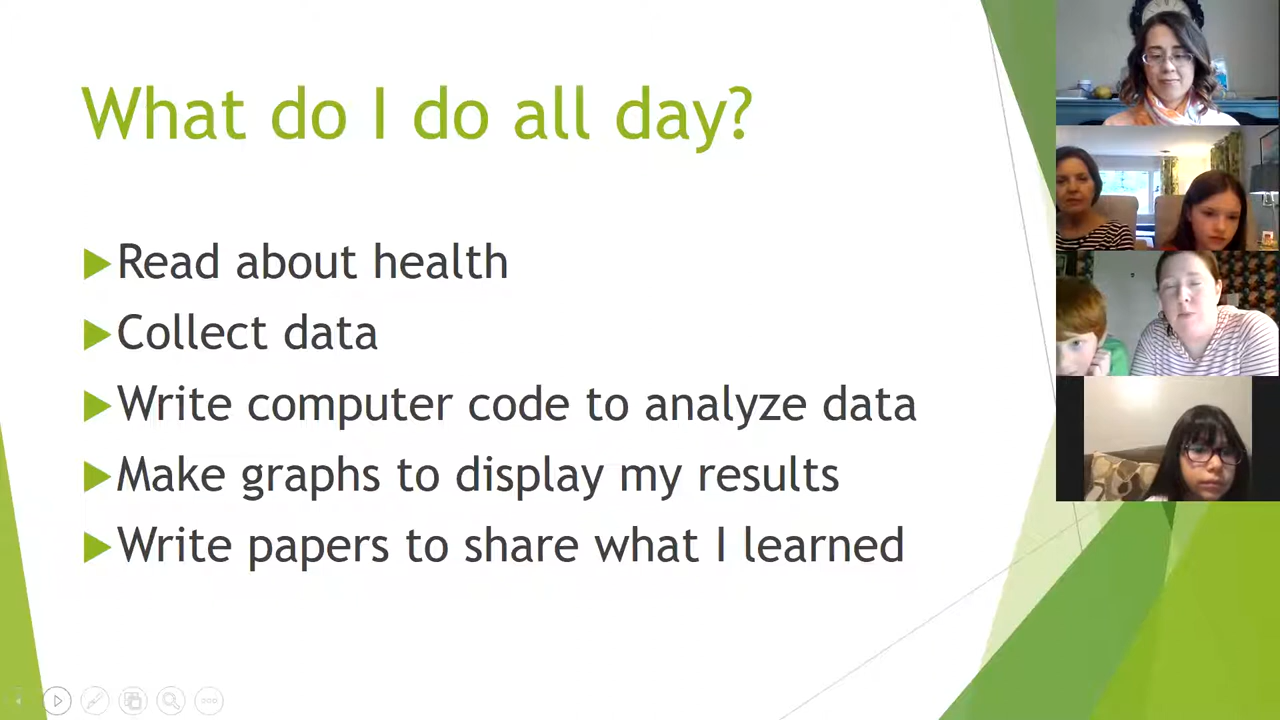 What do I do all day?
Read about health
Collect data
Write computer code to analyze data
Make graphs to display my results
Write papers to share what I learned